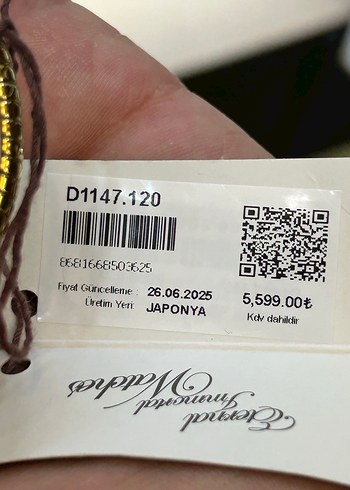 D1147.120
8681668503625
Fiyat Güncelleme : 26.06.2025
Üretim Yeri: JAPONYA
5,599.00₺
Kdv dahildir
Eternal
Immortal
Watches